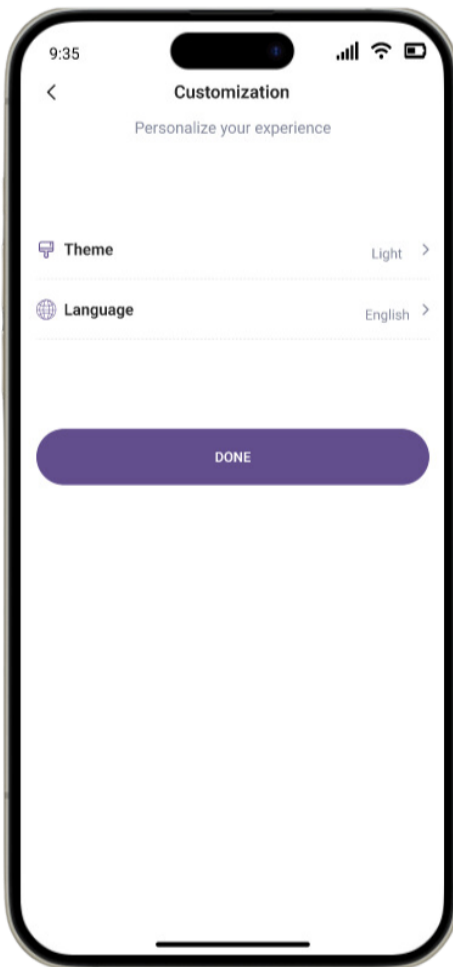 9:35
Customization
Personalize your experience
Theme
Light
Language
English
DONE